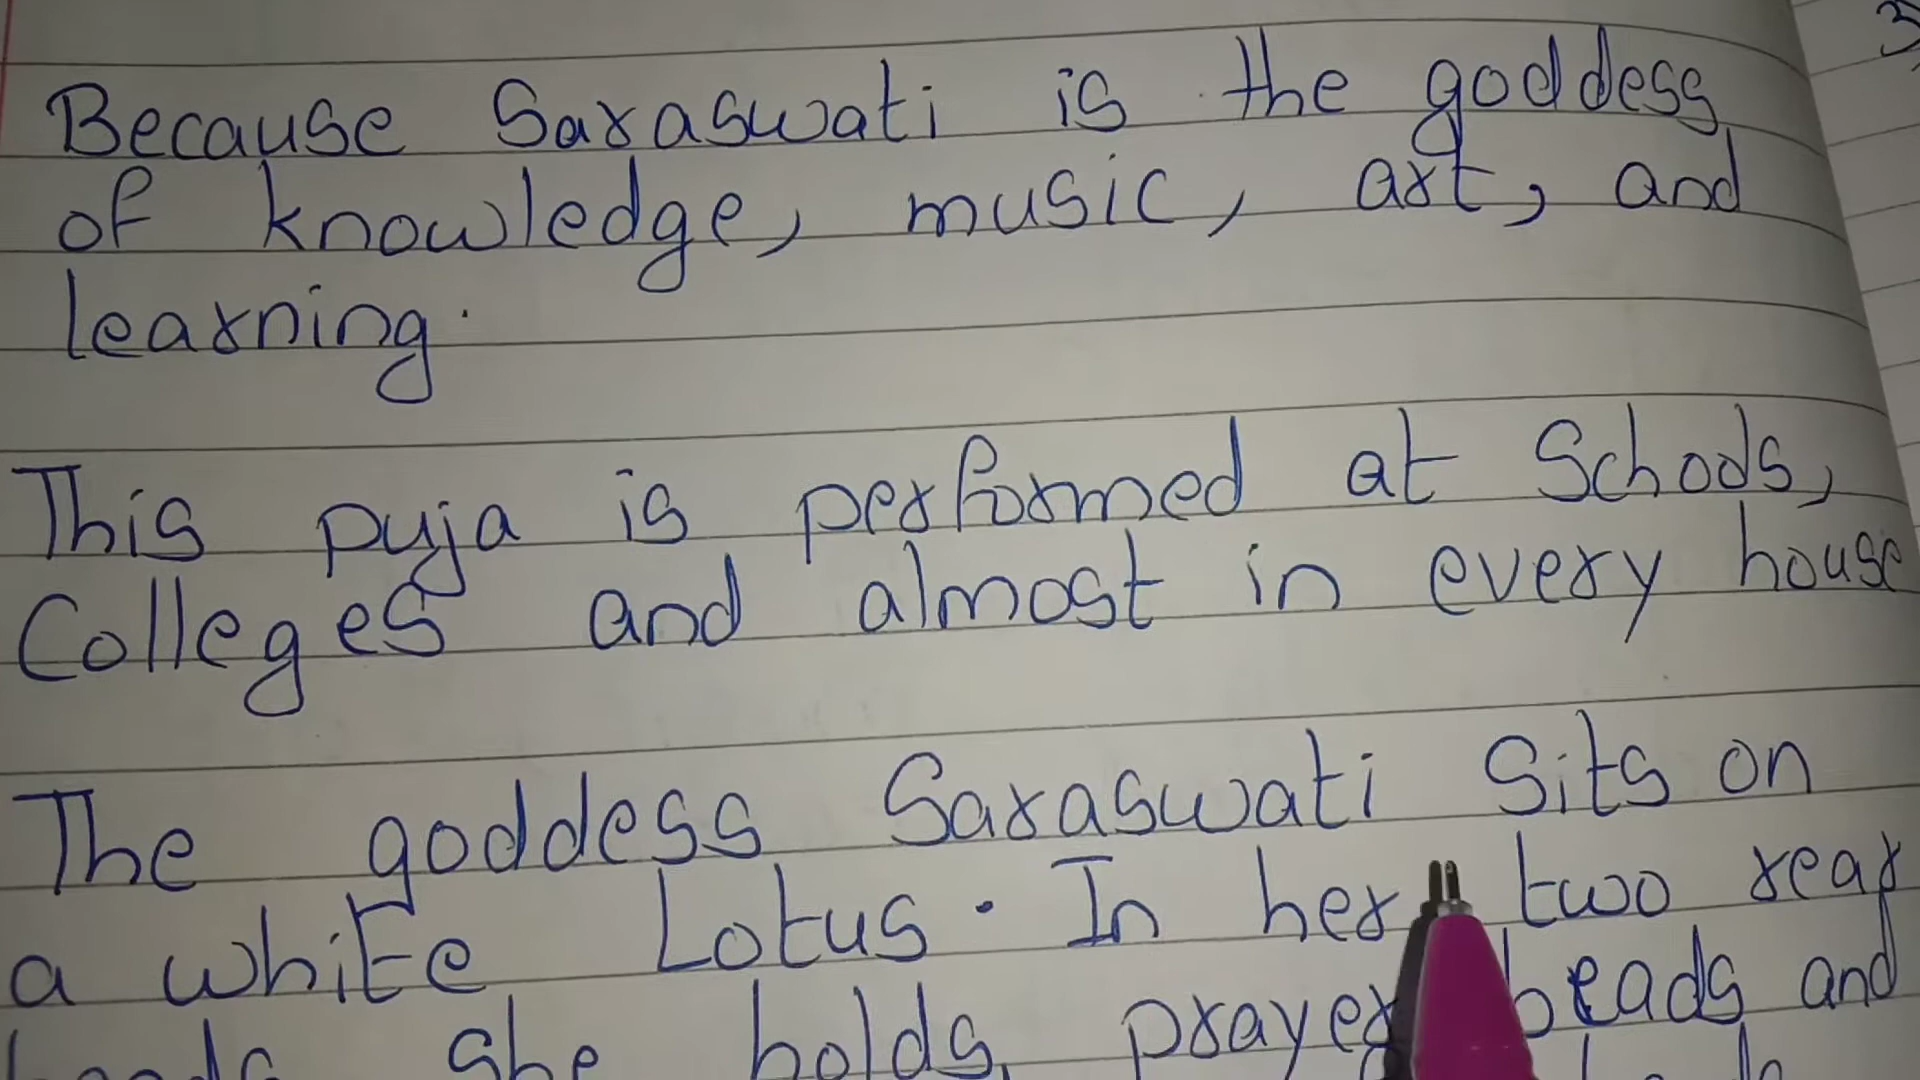 Because Saraswati is the goddess
of knowledge, music, art, and
learning.
This puja is performed at Schools,
Colleges and almost in every house
The goddess Saraswati Sits on
a white Lotus. In her two rear
hands she holds prayer beads and